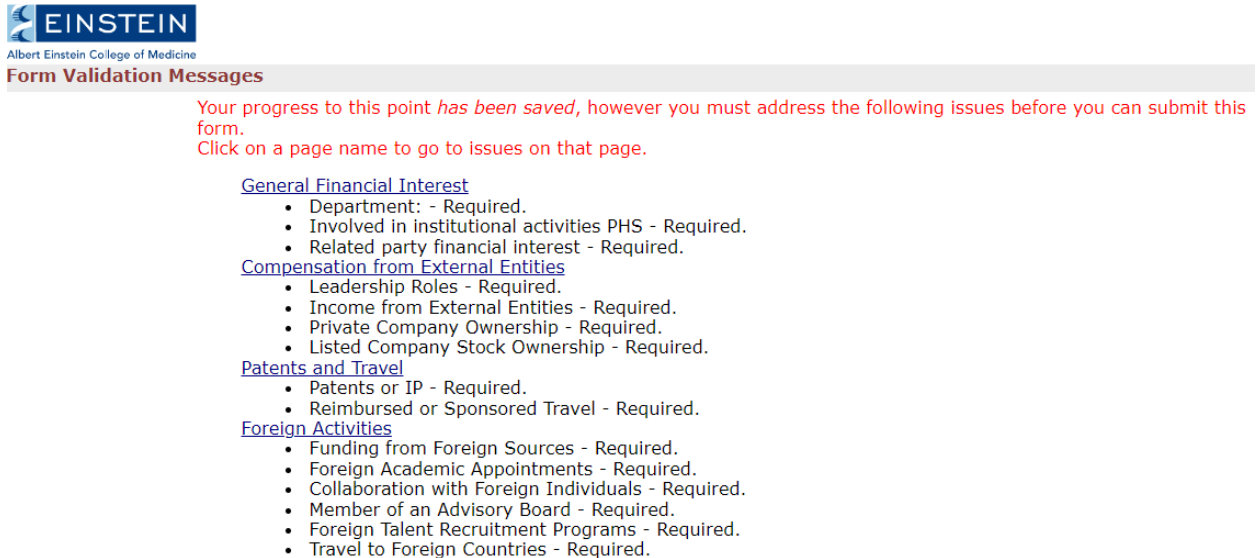 EINSTEIN
Albert Einstein College of Medicine
Form Validation Messages
Your progress to this point has been saved, however you must address the following issues before you can submit this
form.
Click on a page name to go to issues on that page.
General Financial Interest
• Department: - Required.
• Involved in institutional activities PHS - Required.
• Related party financial interest - Required.
Compensation from External Entities
• Leadership Roles - Required.
• Income from External Entities - Required.
• Private Company Ownership - Required.
• Listed Company Stock Ownership - Required.
Patents and Travel
• Patents or IP - Required.
• Reimbursed or Sponsored Travel - Required.
Foreign Activities
• Funding from Foreign Sources - Required.
• Foreign Academic Appointments - Required.
• Collaboration with Foreign Individuals - Required.
• Member of an Advisory Board - Required.
• Foreign Talent Recruitment Programs - Required.
• Travel to Foreign Countries - Required.